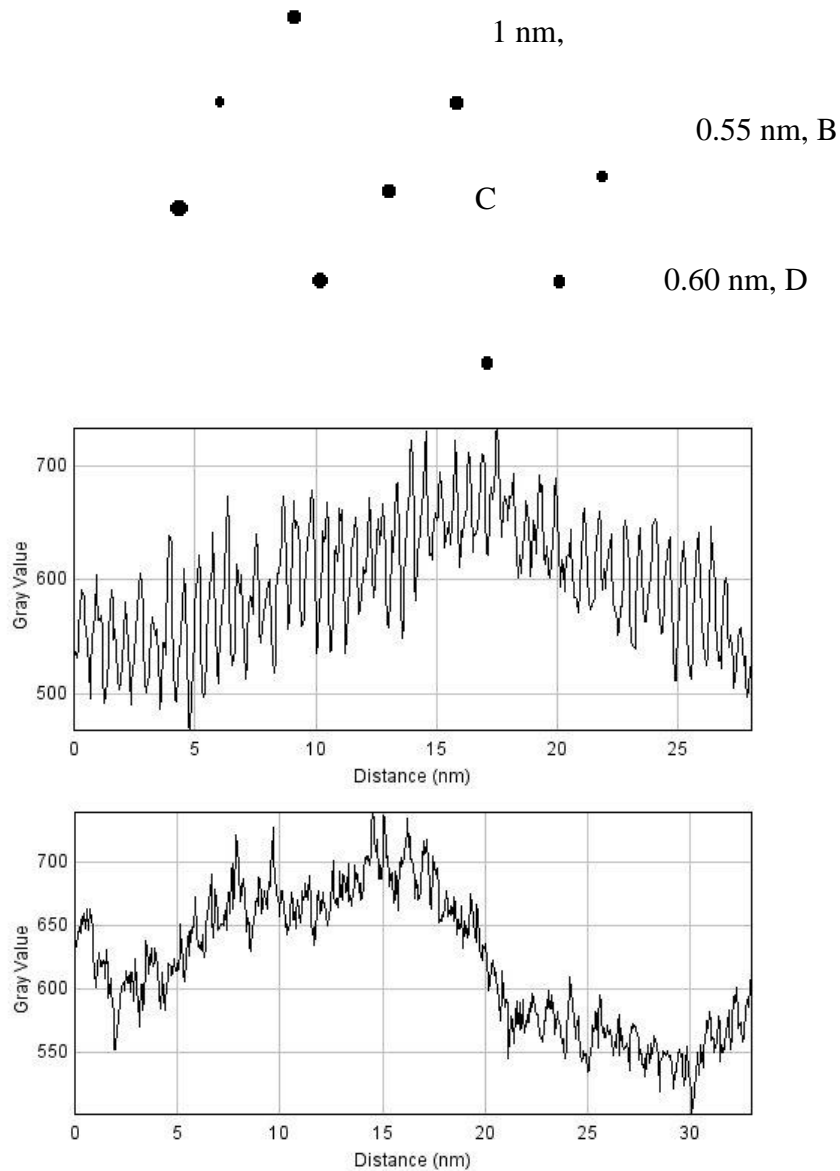 1 nm,
0.55 nm, B
C
0.60 nm, D
700
600
500
Gray Value
0 5 10 15 20 25
Distance (nm)
700
650
600
550
Gray Value
0 5 10 15 20 25 30
Distance (nm)